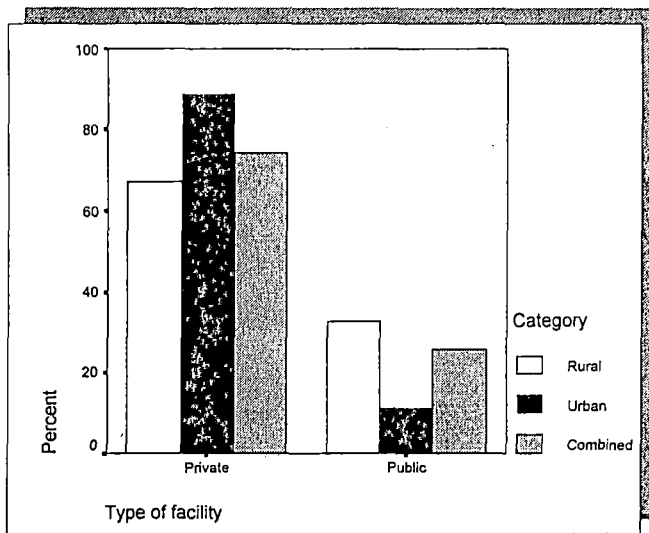 100
80
60
40
20
0
Percent
Private
Public
Type of facility
Category
Rural
Urban
Combined